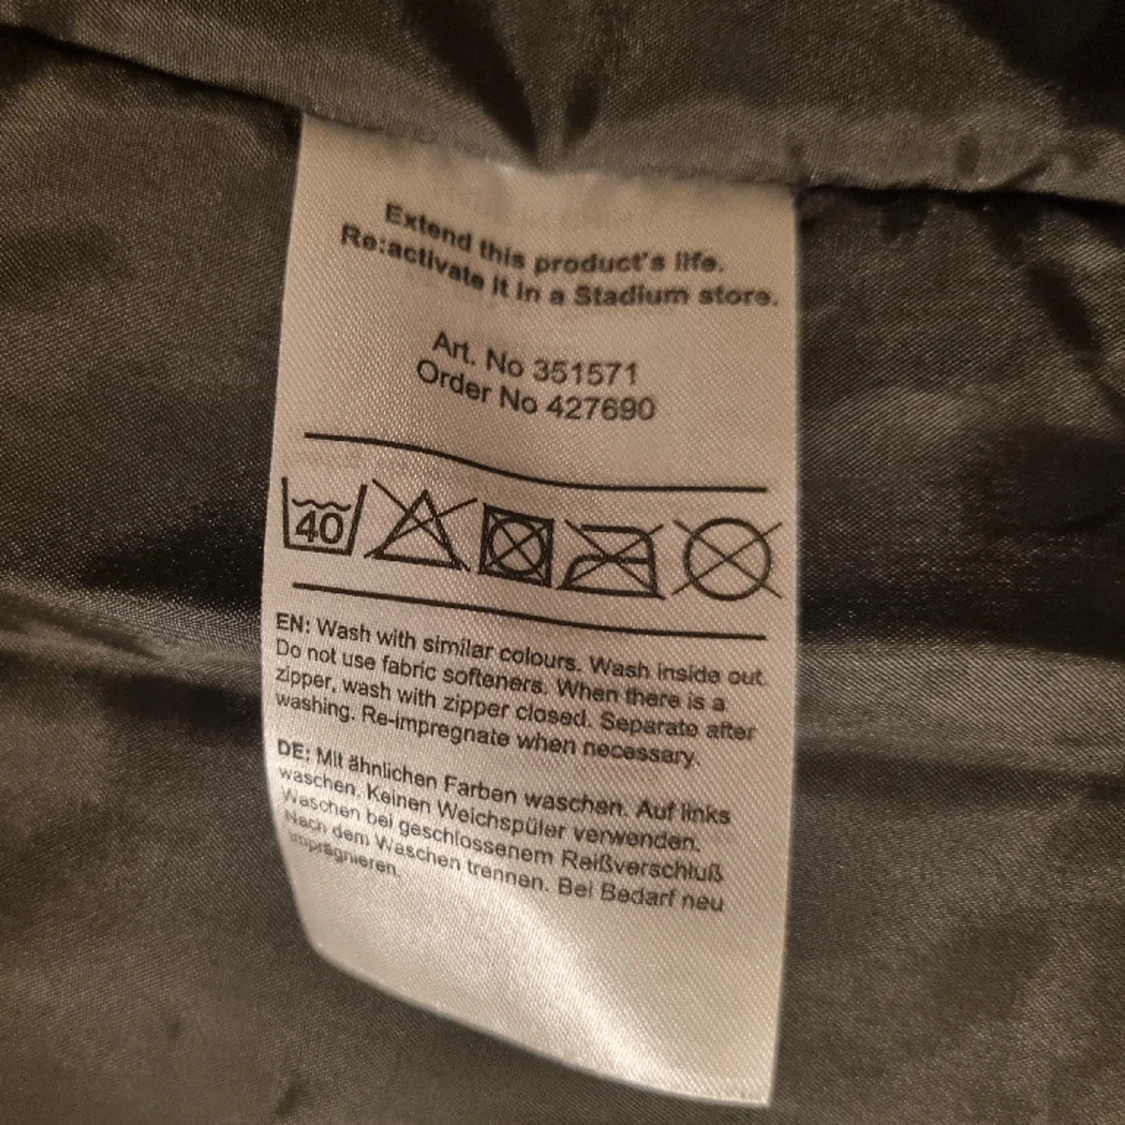 Extend this product's life.
Re:activate it in a Stadium store.
Art. No 351571
Order No 427690
40
EN: Wash with similar colours. Wash inside out.
Do not use fabric softeners. When there is a
zipper, wash with zipper closed. Separate after
washing. Re-impregnate when necessary.
DE: Mit ähnlichen Farben waschen. Auf links
waschen. Keinen Weichspüler verwenden.
Waschen bei geschlossenem Reißverschluß
Nach dem Waschen trennen. Bei Bedarf neu
imprägnieren.